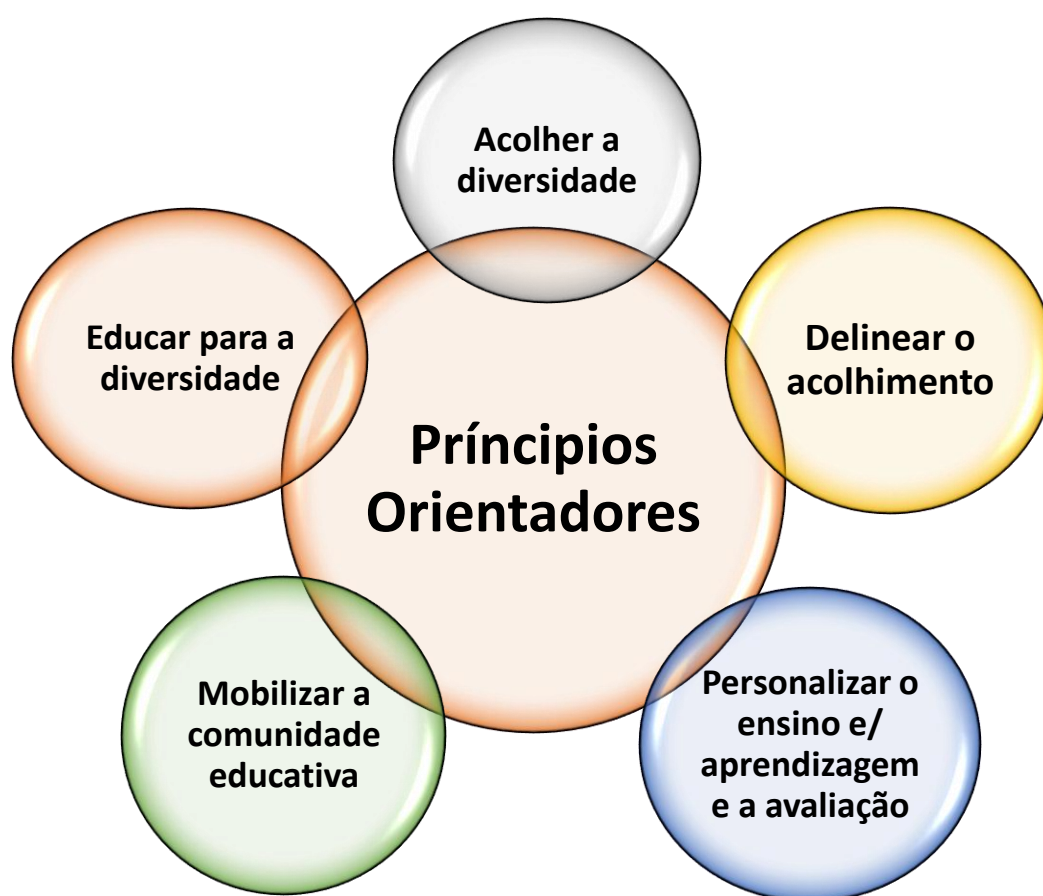 Acolher a
diversidade
Educar para a
diversidade
Delinear o
acolhimento
Príncipios
Orientadores
Mobilizar a
comunidade
educativa
Personalizar o
ensino e/
aprendizagem
e a avaliação